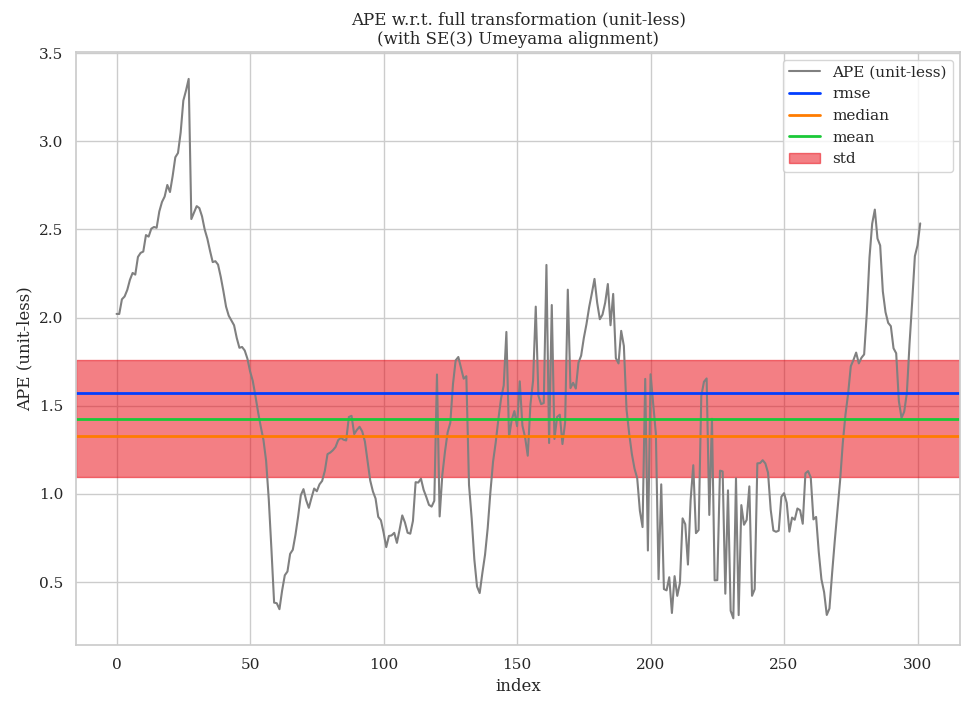 APE w.r.t. full transformation (unit-less)
(with SE(3) Umeyama alignment)
APE (unit-less)
rmse
median
mean
std
3.5
3.0
2.5
2.0
1.5
1.0
0.5
APE (unit-less)
0
50
100
150
200
250
300
index